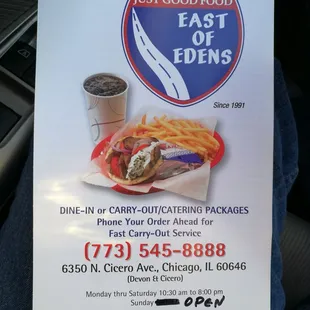 JUST GOOD FOOD
EAST
OF
EDENS
Since 1991
DINE-IN or CARRY-OUT/CATERING PACKAGES
Phone Your Order Ahead for
Fast Carry-Out Service
(773) 545-8888
6350 N. Cicero Ave., Chicago, IL 60646
(Devon & Cicero)
Monday thru Saturday 10:30 am to 8:00 pm
Sunday OPEN